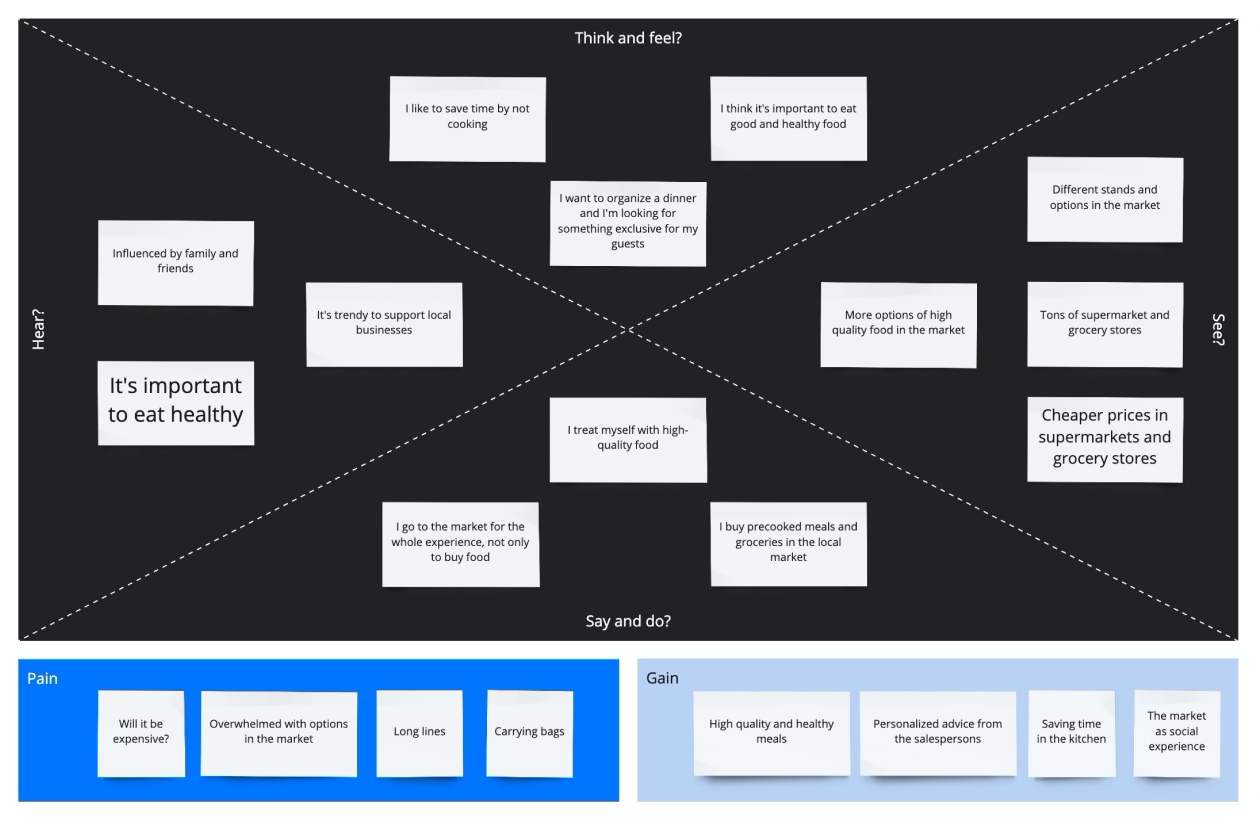 Think and feel?
I like to save time by not
cooking
I think it's important to eat
good and healthy food
I want to organize a dinner
and I'm looking for
something exclusive for my
guests
Hear?
Influenced by family and
friends
It's trendy to support local
businesses
It's important
to eat healthy
See?
Different stands and
options in the market
More options of high
quality food in the market
Tons of supermarket and
grocery stores
Cheaper prices in
supermarkets and
grocery stores
I treat myself with high-
quality food
I go to the market for the
whole experience, not only
to buy food
I buy precooked meals and
groceries in the local
market
Say and do?
Pain
Will it be
expensive?
Overwhelmed with options
in the market
Long lines
Carrying bags
Gain
High quality and healthy
meals
Personalized advice from
the salespersons
Saving time
in the kitchen
The market
as social
experience